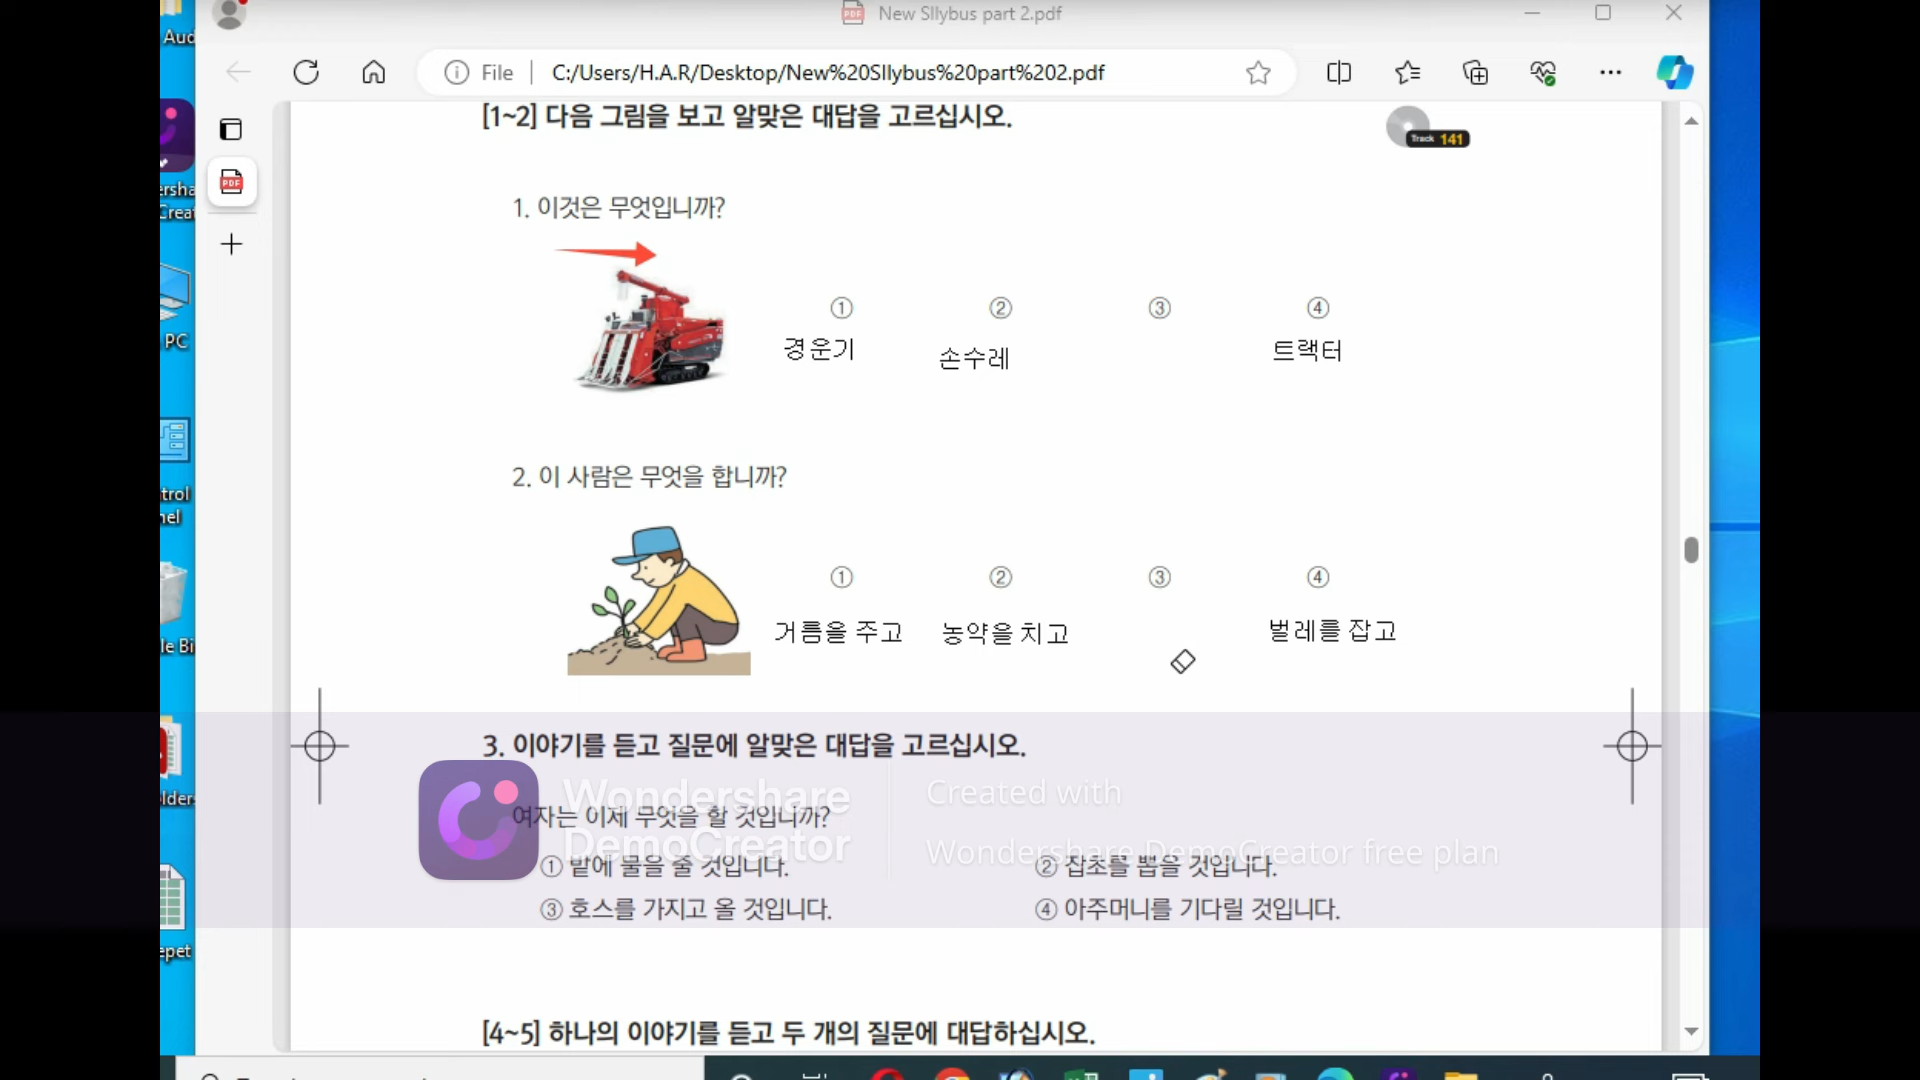 Aud
New Sllybus part 2.pdf
File
C:/Users/H.A.R/Desktop/New%20Sllybus%20part%202.pdf
[1~2] 다음 그림을 보고 알맞은 대답을 고르십시오.
Track 141
ersha
Creat
1. 이것은 무엇입니까?
① ② ③ ④
경운기 손수레 트랙터
PC
2. 이 사람은 무엇을 합니까?
trol
nel
① ② ③ ④
거름을 주고 농약을 치고 벌레를 잡고
le Bi
3. 이야기를 듣고 질문에 알맞은 대답을 고르십시오.
lders
Wondershare
DemoCreator
Created with
Wondershare DemoCreator free plan
여자는 이제 무엇을 할 것입니까?
① 밭에 물을 줄 것입니다. ② 잡초를 뽑을 것입니다.
③ 호스를 가지고 올 것입니다. ④ 아주머니를 기다릴 것입니다.
epet
[4~5] 하나의 이야기를 듣고 두 개의 질문에 대답하십시오.